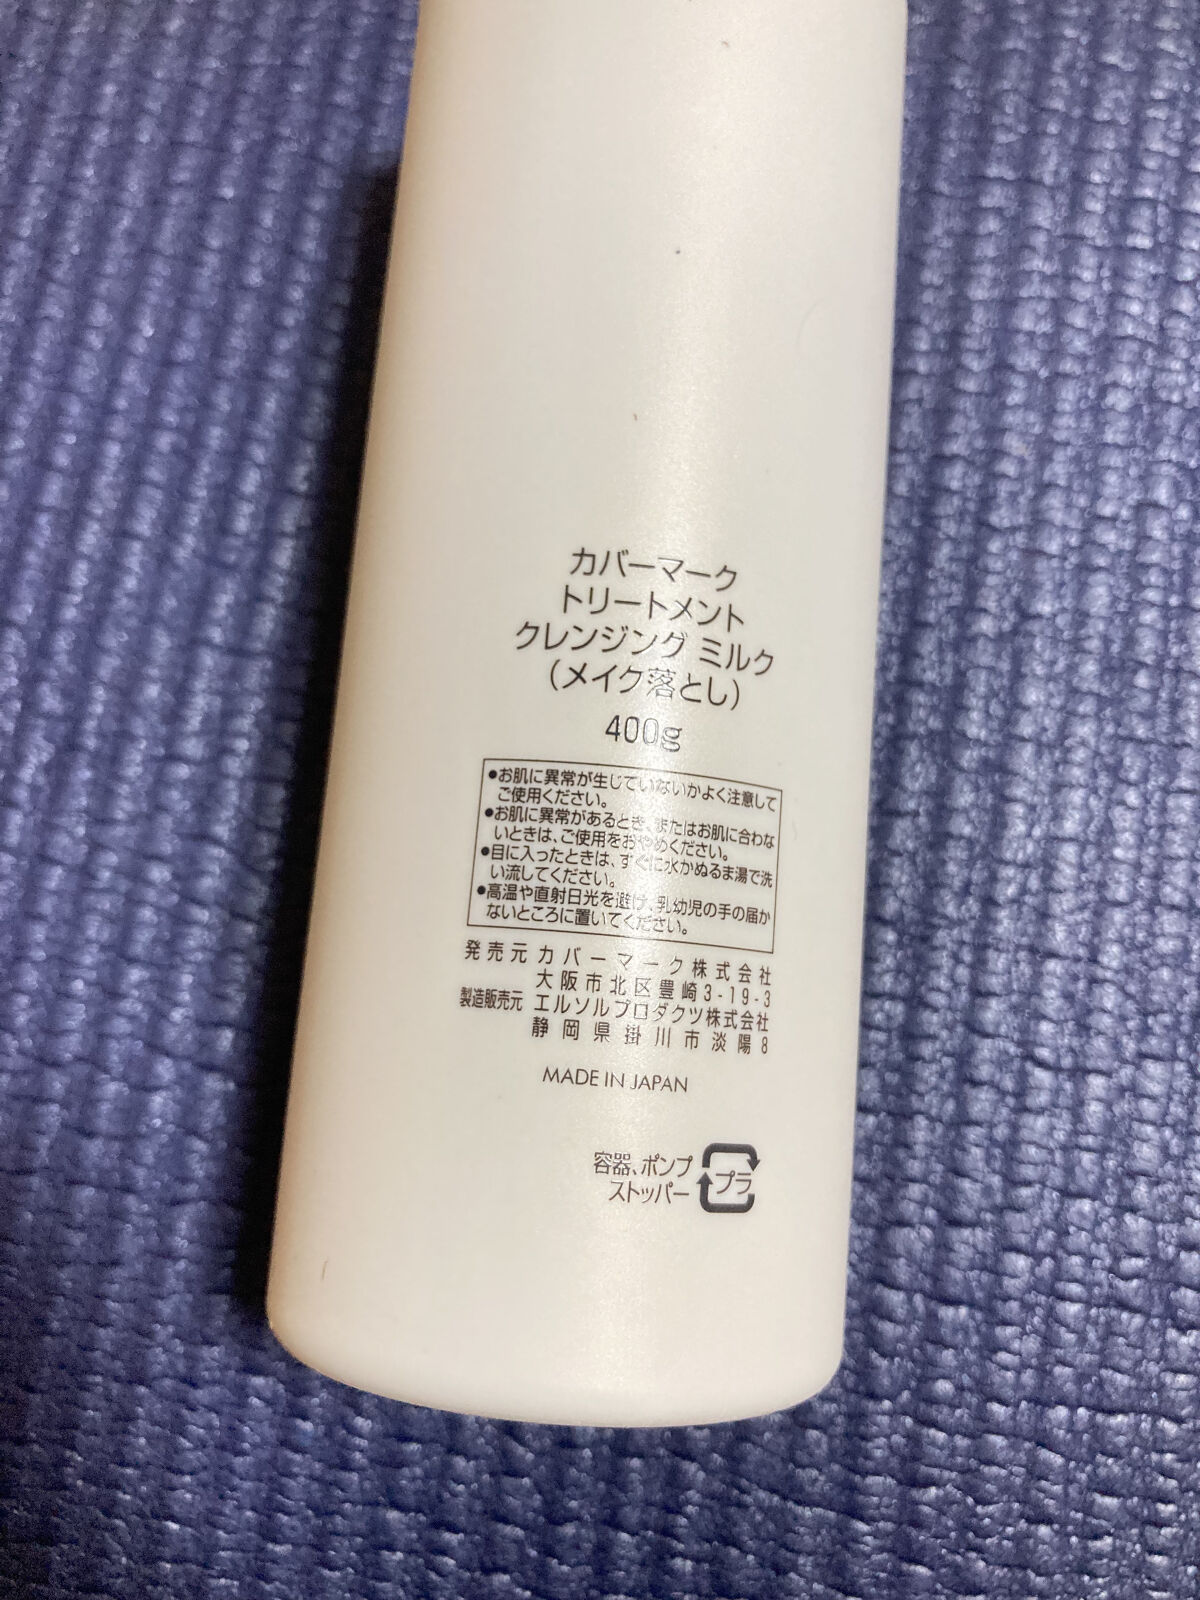 カバーマーク
トリートメント
クレンジング ミルク
(メイク落とし)
400g
●お肌に異常が生じていないかよく注意して
ご使用ください。
●お肌に異常があるとき、またはお肌に合わな
いときは、ご使用をおやめください。
●目に入ったときは、すぐに水かぬるま湯で洗
い流してください。
●高温や直射日光を避け、乳幼児の手の届か
ないところに置いてください。
発売元 カバーマーク株式会社
大阪市北区豊崎3-19-3
製造販売元 エルソルプロダクツ株式会社
静岡県掛川市淡陽8
MADE IN JAPAN
容器、ポンプ
ストッパー
プラ